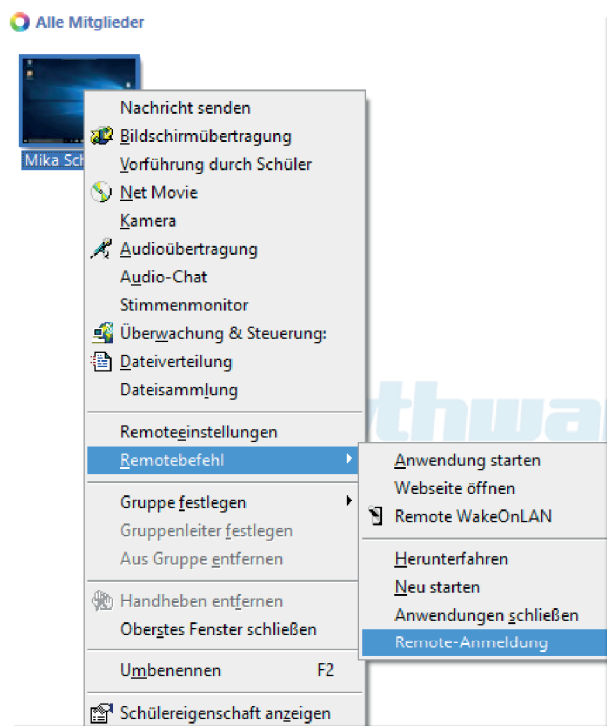 Alle Mitglieder
Mika Sch
Nachricht senden
Bildschirmübertragung
Vorführung durch Schüler
Net Movie
Kamera
Audioübertragung
Audio-Chat
Stimmenmonitor
Überwachung & Steuerung:
Dateiverteilung
Dateisammlung
Remoteeinstellungen
Remotebefehl
Gruppe festlegen
Gruppenleiter festlegen
Aus Gruppe entfernen
Handheben entfernen
Oberstes Fenster schließen
Umbenennen F2
Schülereigenschaft anzeigen
Anwendung starten
Webseite öffnen
Remote WakeOnLAN
Herunterfahren
Neu starten
Anwendungen schließen
Remote-Anmeldung